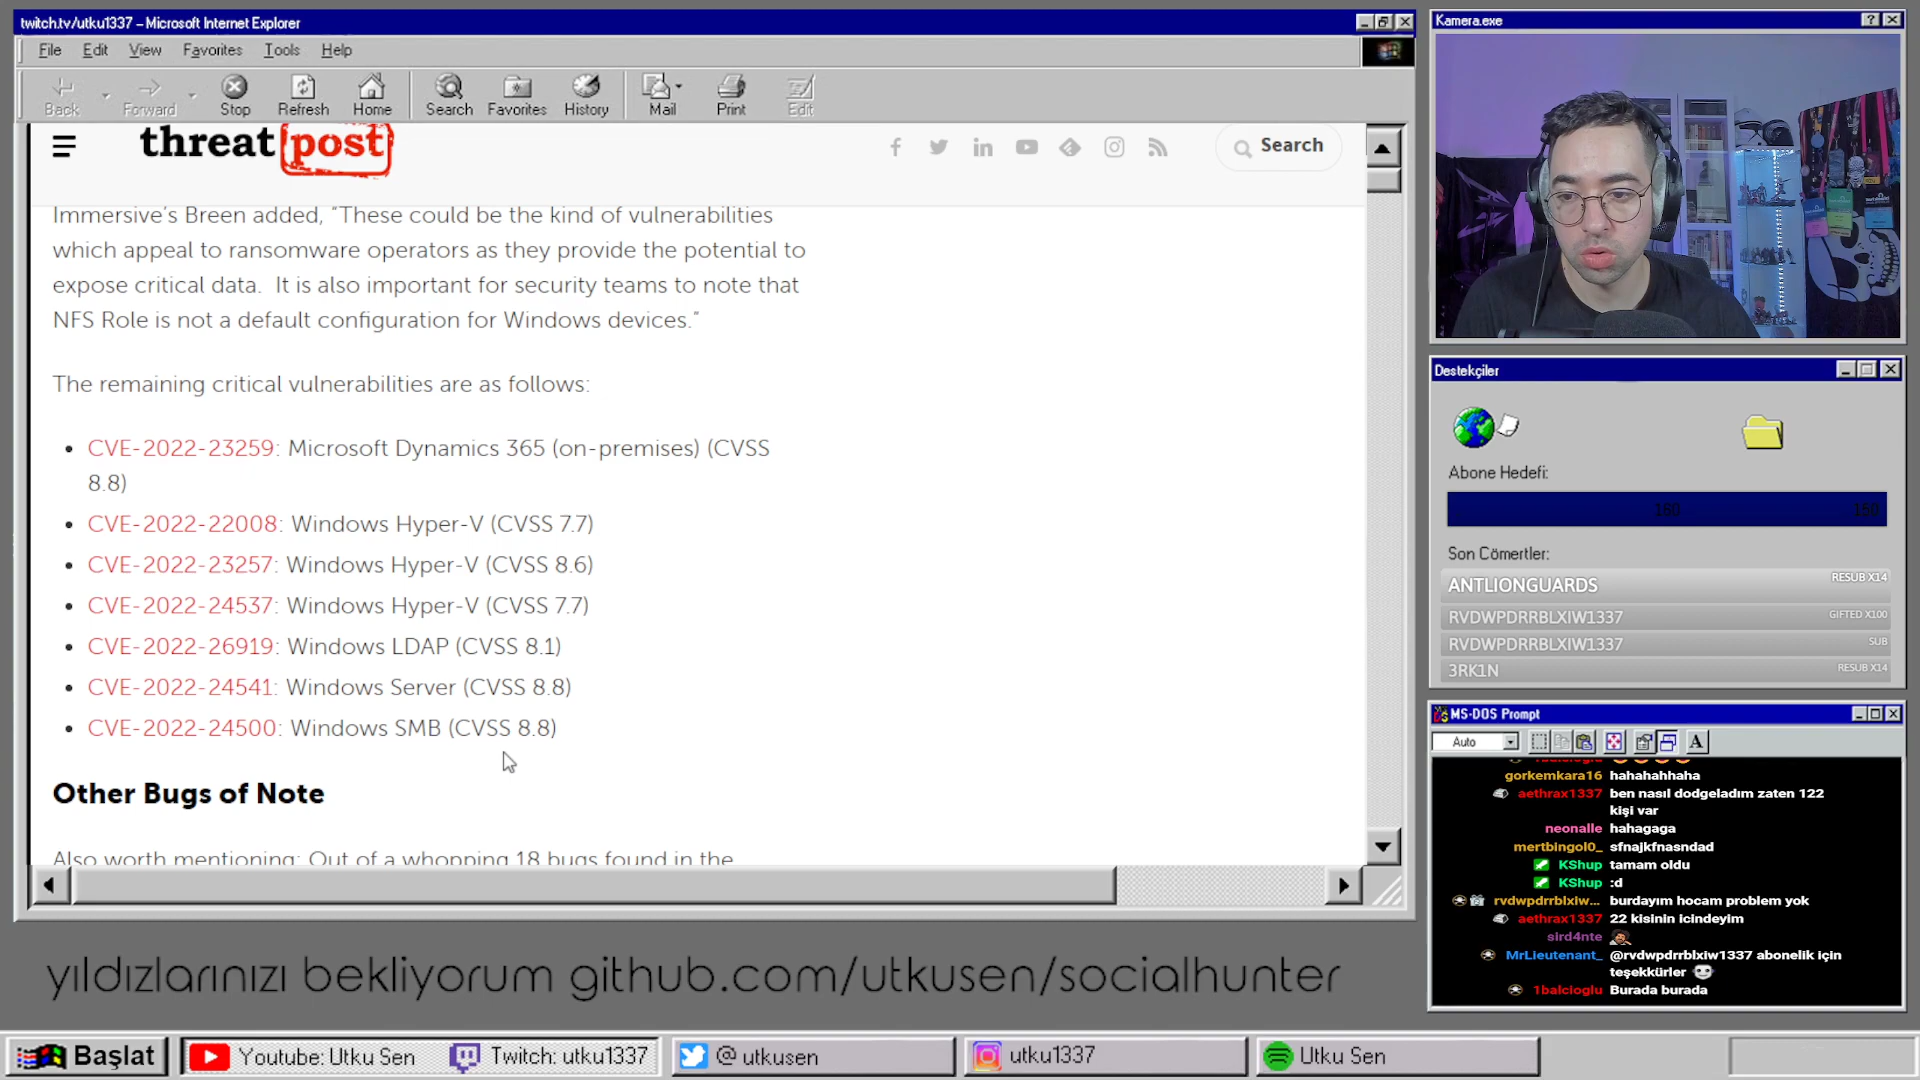 twitch.tv/utku1337 – Microsoft Internet Explorer
File Edit View Favorites Tools Help
Back Forward Stop Refresh Home Search Favorites History Mail Print Edit
threat post
Search
Immersive’s Breen added, “These could be the kind of vulnerabilities
which appeal to ransomware operators as they provide the potential to
expose critical data.  It is also important for security teams to note that
NFS Role is not a default configuration for Windows devices.”
The remaining critical vulnerabilities are as follows:
• CVE-2022-23259: Microsoft Dynamics 365 (on-premises) (CVSS
8.8)
• CVE-2022-22008: Windows Hyper-V (CVSS 7.7)
• CVE-2022-23257: Windows Hyper-V (CVSS 8.6)
• CVE-2022-24537: Windows Hyper-V (CVSS 7.7)
• CVE-2022-26919: Windows LDAP (CVSS 8.1)
• CVE-2022-24541: Windows Server (CVSS 8.8)
• CVE-2022-24500: Windows SMB (CVSS 8.8)
Other Bugs of Note
Also worth mentioning: Out of a whopping 18 bugs found in the
yıldızlarınızı bekliyorum github.com/utkusen/socialhunter
Kamera.exe
Destekçiler
Abone Hedefi:
160 150
Son Cömertler:
ANTLIONGUARDS RESUB X14
RVDWPDRRBLXIW1337 GIFTED X100
RVDWPDRRBLXIW1337 SUB
3RK1N RESUB X14
MS-DOS Prompt
Auto
A
gorkemkara16 hahahahhaha
aethrax1337 ben nasıl dodgeladım zaten 122
kişi var
neonalle hahagaga
mertbingol0_ sfnajkfnasndad
KShup tamam oldu
KShup :d
rvdwpdrrblxiw... burdayım hocam problem yok
aethrax1337 22 kisinin icindeyim
sird4nte
MrLieutenant_ @rvdwpdrrblxiw1337 abonelik için
teşekkürler
1balcioglu Burada burada
Başlat
Youtube: Utku Sen
Twitch: utku1337
@utkusen
utku1337
Utku Sen